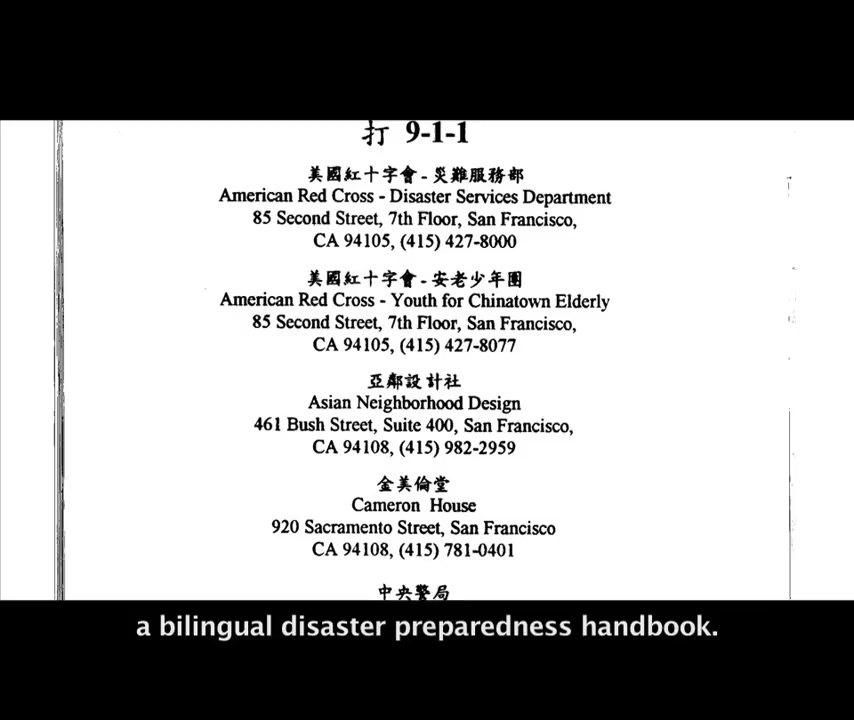 打 9-1-1
美國紅十字會 - 災難服務部
American Red Cross - Disaster Services Department
85 Second Street, 7th Floor, San Francisco,
CA 94105, (415) 427-8000
美國紅十字會 - 安老少年團
American Red Cross - Youth for Chinatown Elderly
85 Second Street, 7th Floor, San Francisco,
CA 94105, (415) 427-8077
亞鄰設計社
Asian Neighborhood Design
461 Bush Street, Suite 400, San Francisco,
CA 94108, (415) 982-2959
金美倫堂
Cameron House
920 Sacramento Street, San Francisco
CA 94108, (415) 781-0401
中央警局
a bilingual disaster preparedness handbook.